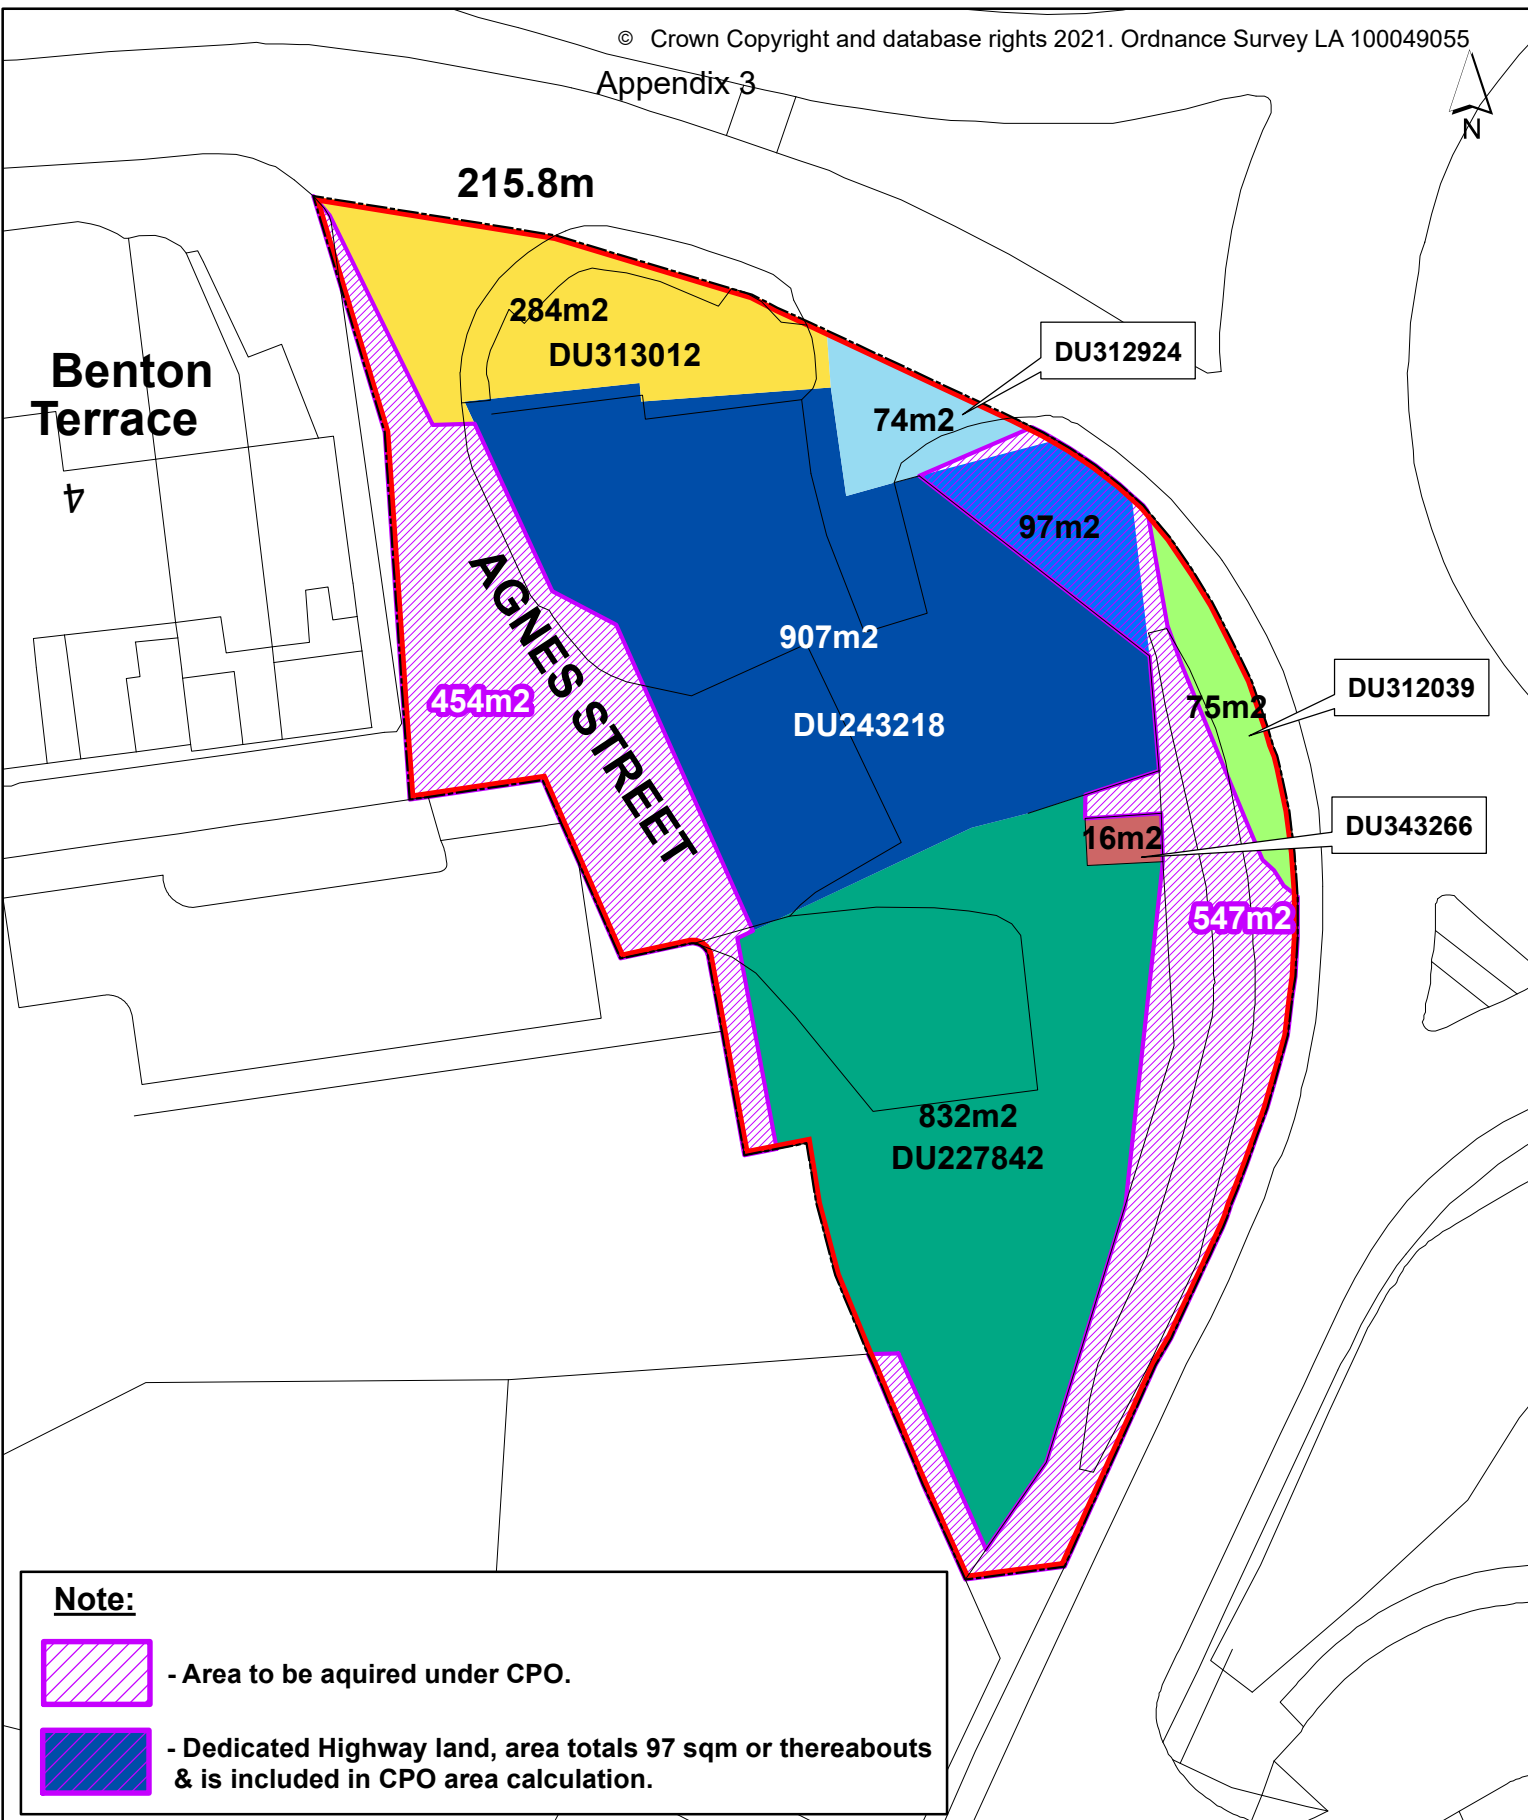 © Crown Copyright and database rights 2021. Ordnance Survey LA 100049055
Appendix 3
N
215.8m
284m2
DU313012
DU312924
Benton
Terrace
74m2
4
97m2
AGNES STREET
907m2
454m2
DU243218
75m2
DU312039
16m2
DU343266
547m2
832m2
DU227842
Note:
- Area to be aquired under CPO.
- Dedicated Highway land, area totals 97 sqm or thereabouts
& is included in CPO area calculation.